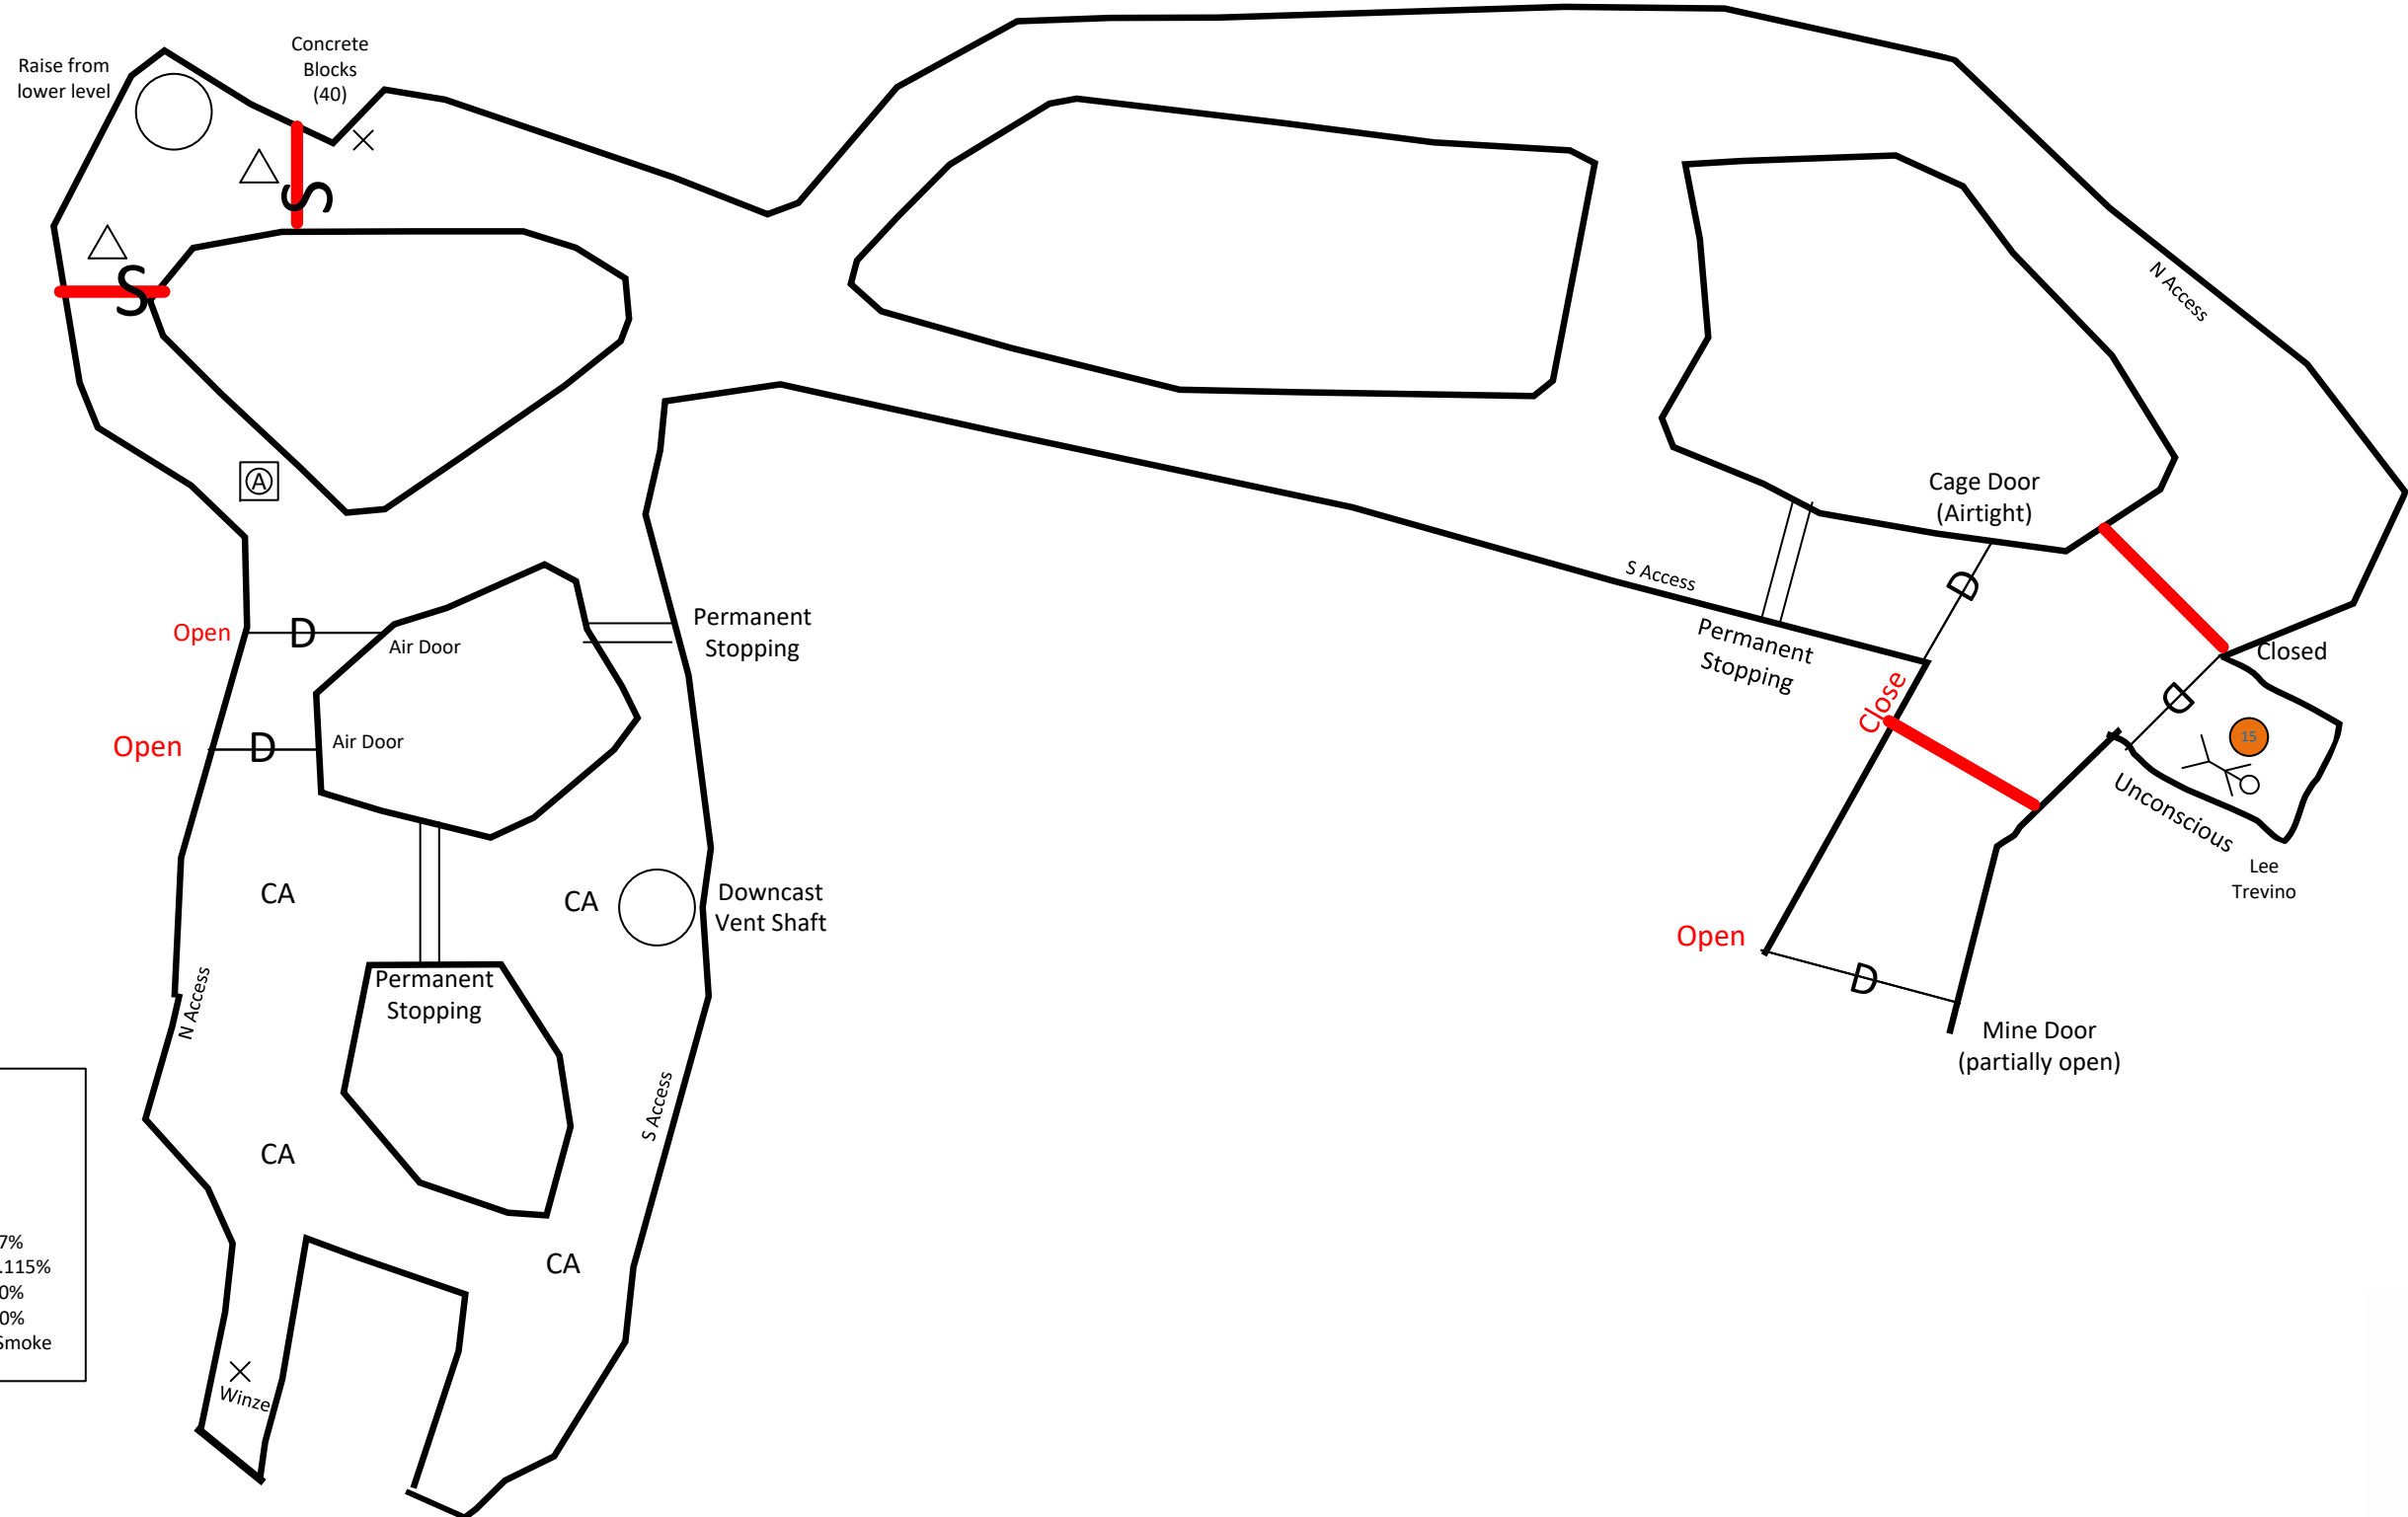 Raise from
lower level
Concrete
Blocks
(40)
S
S
A
N Access
Cage Door
(Airtight)
D
S Access
Permanent
Stopping
Open
D
Air Door
Permanent
Stopping
Close
Closed
D
15
Unconscious
Lee
Trevino
Open
D
Air Door
CA
CA
Downcast
Vent Shaft
Open
D
Mine Door
(partially open)
Permanent
Stopping
N Access
S Access
CA
CA
7%
.115%
0%
0%
Smoke
Winze